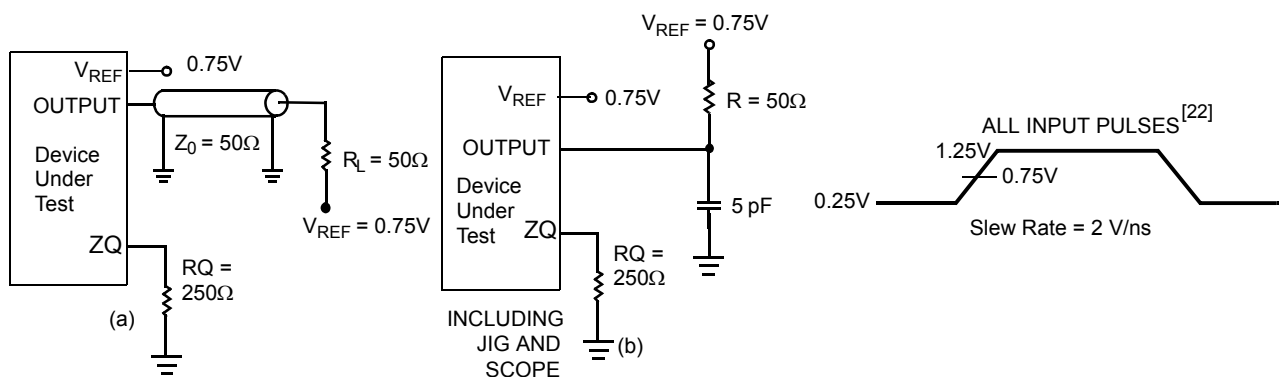 V_REF 0.75V
OUTPUT
Z_0 = 50Ω
Device
Under
Test
R_L = 50Ω
V_REF = 0.75V
ZQ
RQ =
250Ω
(a)
V_REF = 0.75V
R = 50Ω
V_REF 0.75V
OUTPUT
Device
Under
Test
5 pF
ZQ
RQ =
250Ω
INCLUDING
JIG AND
SCOPE
(b)
ALL INPUT PULSES[22]
1.25V
0.75V
0.25V
Slew Rate = 2 V/ns